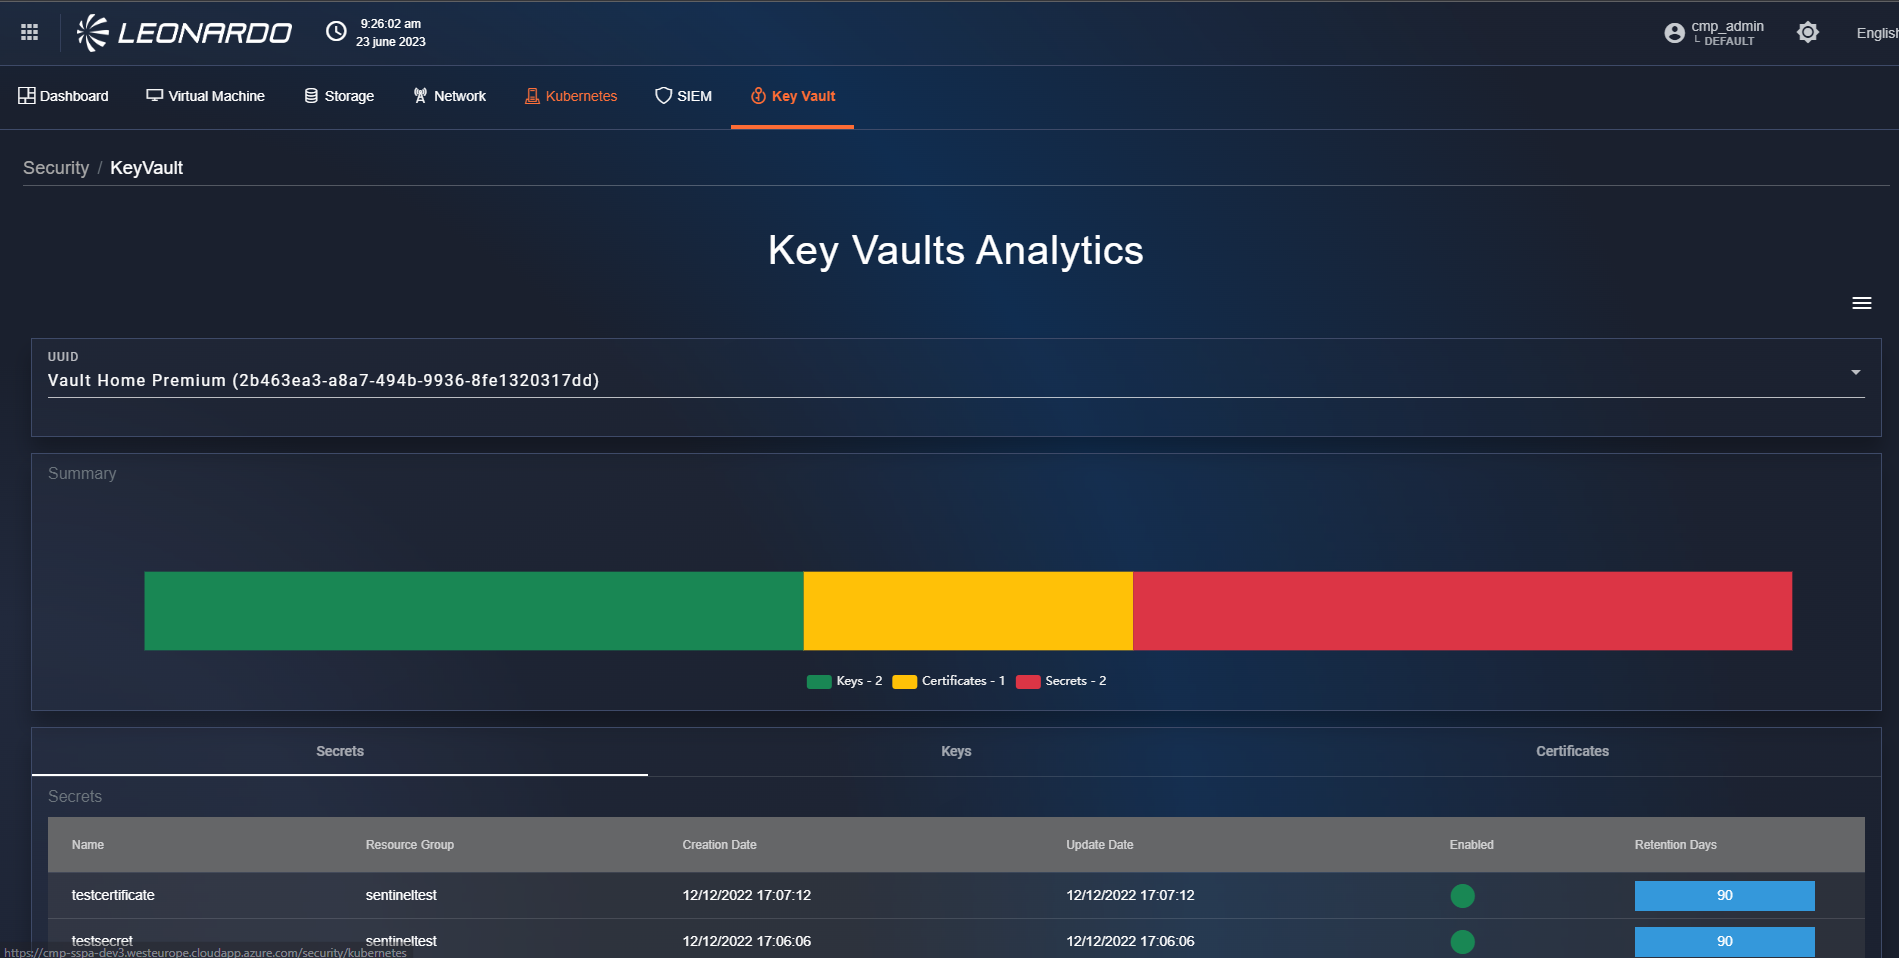 LEONARDO
9:26:02 am
23 june 2023
cmp_admin
└ DEFAULT
English
Dashboard
Virtual Machine
Storage
Network
Kubernetes
SIEM
Key Vault
Security / KeyVault
Key Vaults Analytics
UUID
Vault Home Premium (2b463ea3-a8a7-494b-9936-8fe1320317dd)
Summary
Keys - 2 Certificates - 1 Secrets - 2
Secrets Keys Certificates
Secrets
Name Resource Group Creation Date Update Date Enabled Retention Days
testcertificate sentineltest 12/12/2022 17:07:12 12/12/2022 17:07:12 90
testsecret sentineltest 12/12/2022 17:06:06 12/12/2022 17:06:06 90
https://cmp-sspa-dev3.westeurope.cloudapp.azure.com/security/kubernetes